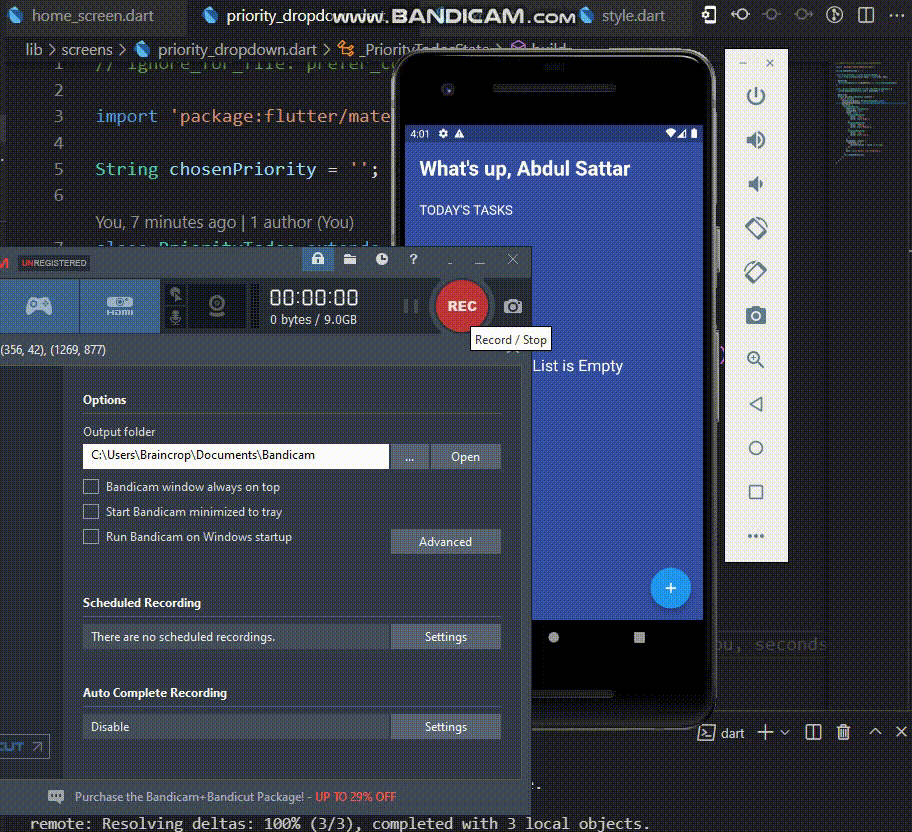 home_screen.dart
priority_dropdo
www.BANDICAM.com
style.dart
lib > screens > priority_dropdown.dart > _PriorityTodosState > build
1 // ignore_for_file: prefer_co
2
3 import 'package:flutter/mate
4
5 String chosenPriority = '';
6
You, 7 minutes ago | 1 author (You)
7 class PriorityTodos extends
4:01
What's up, Abdul Sattar
TODAY'S TASKS
List is Empty
+
M UNREGISTERED
?
HDMI
00:00:00
0 bytes / 9.0GB
REC
Record / Stop
(356, 42), (1269, 877)
Options
Output folder
C:\Users\Braincrop\Documents\Bandicam
...
Open
Bandicam window always on top
Start Bandicam minimized to tray
Run Bandicam on Windows startup
Advanced
Scheduled Recording
There are no scheduled recordings.
Settings
Auto Complete Recording
Disable
Settings
CUT
Purchase the Bandicam+Bandicut Package! - UP TO 29% OFF
ou, seconds
dart
remote: Resolving deltas: 100% (3/3), completed with 3 local objects.